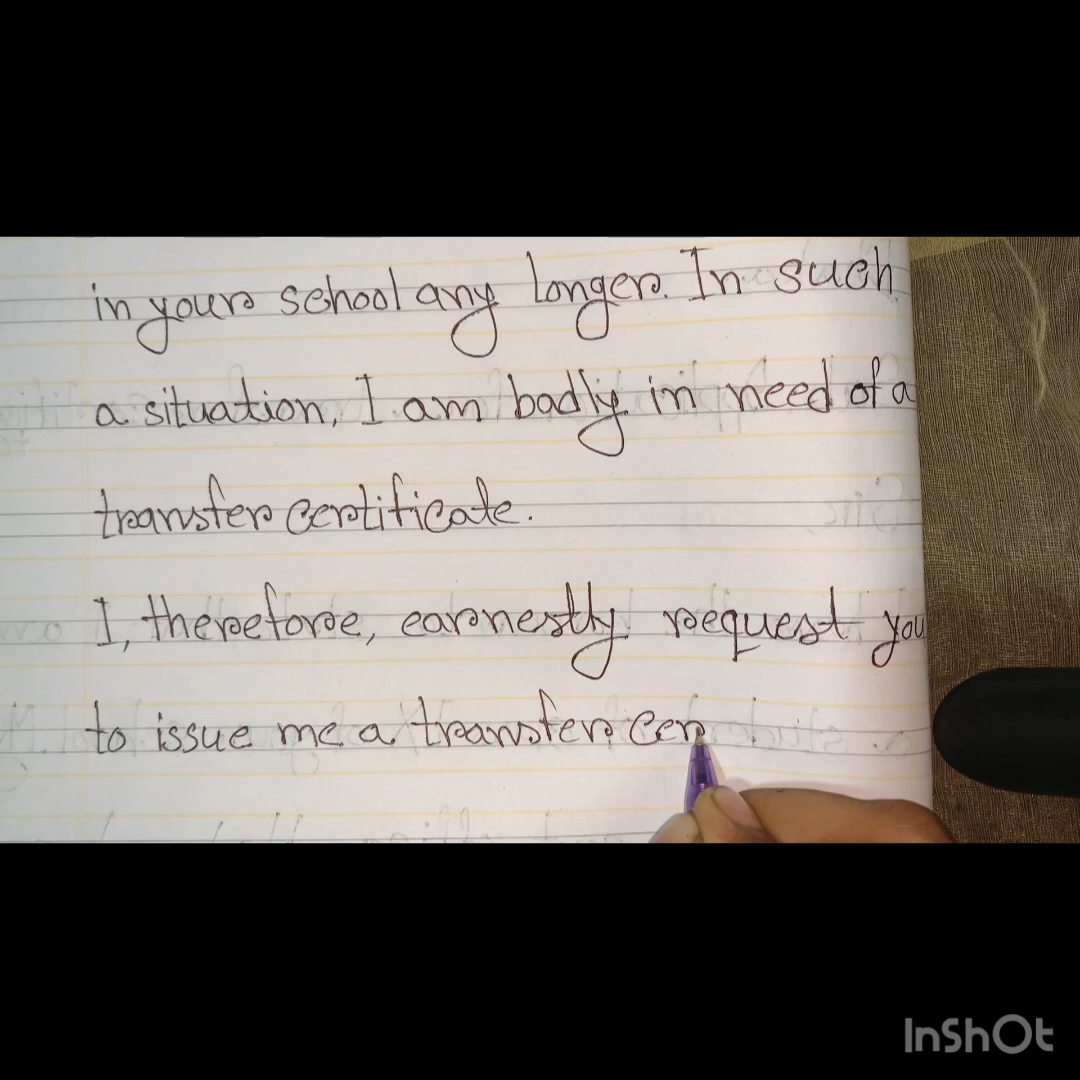 in your school any longer. In such
a situation, I am badly in need of a
transfer certificate.
I, therefore, earnestly request you
to issue me a transfer cer
InShOt